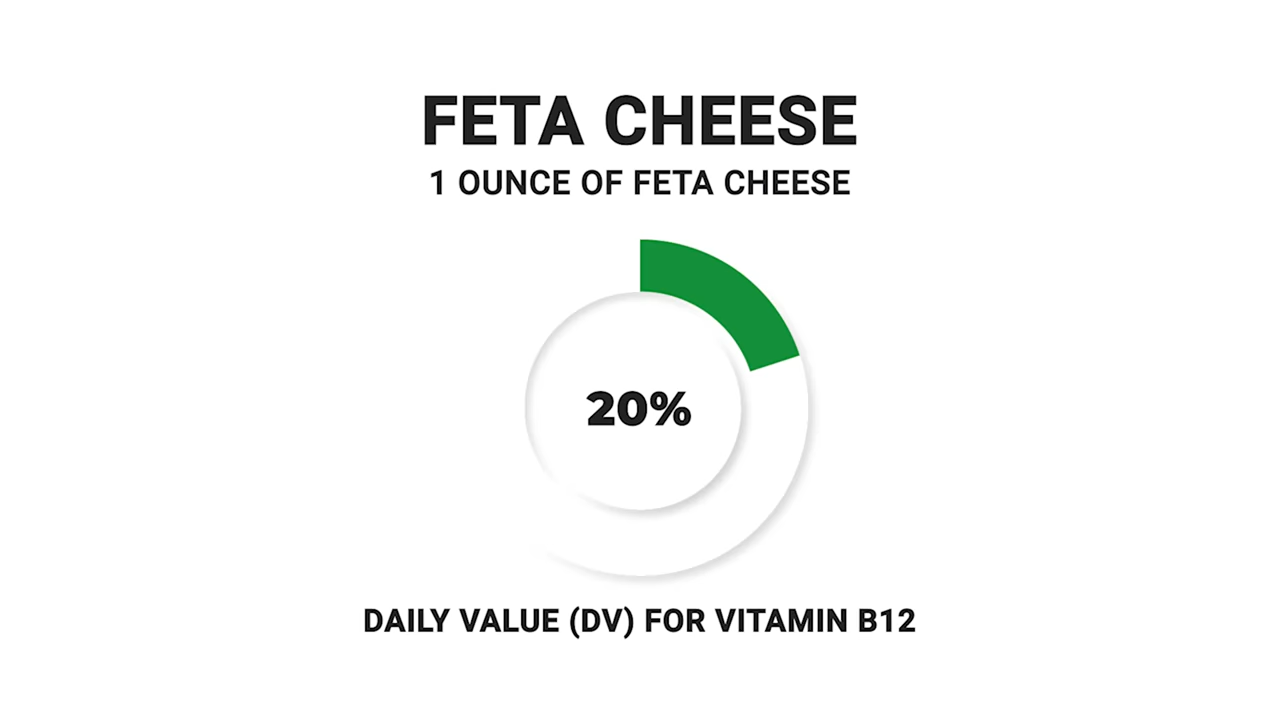 FETA CHEESE
1 OUNCE OF FETA CHEESE
20%
DAILY VALUE (DV) FOR VITAMIN B12